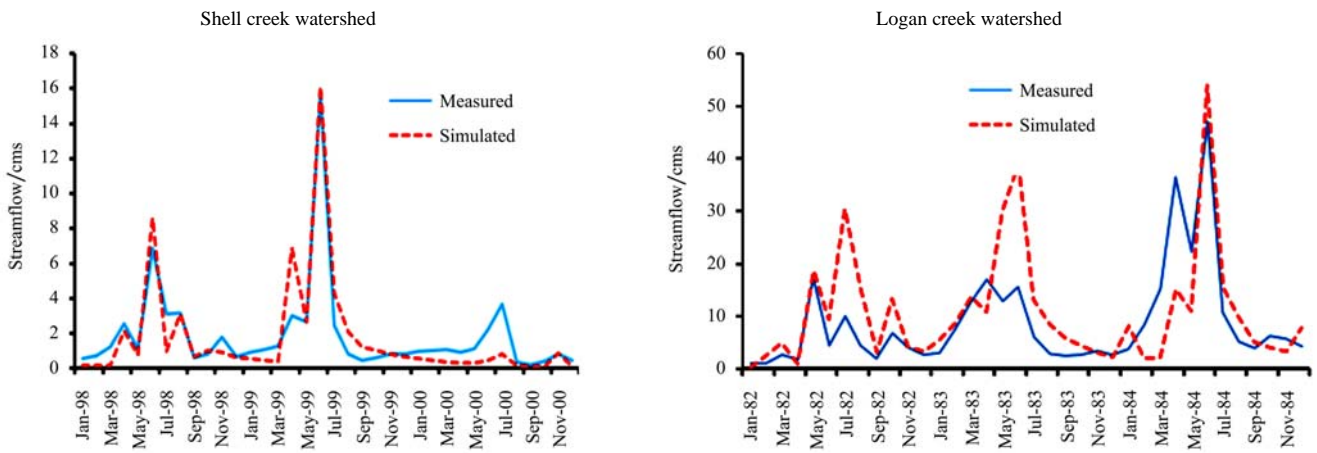 Shell creek watershed
18
16
14
12
10
8
6
4
2
0
Streamflow/cms
Measured
Simulated
Jan-98
Mar-98
May-98
Jul-98
Sep-98
Nov-98
Jan-99
Mar-99
May-99
Jul-99
Sep-99
Nov-99
Jan-00
Mar-00
May-00
Jul-00
Sep-00
Nov-00
Logan creek watershed
60
50
40
30
20
10
0
Streamflow/cms
Measured
Simulated
Jan-82
Mar-82
May-82
Jul-82
Sep-82
Nov-82
Jan-83
Mar-83
May-83
Jul-83
Sep-83
Nov-83
Jan-84
Mar-84
May-84
Jul-84
Sep-84
Nov-84